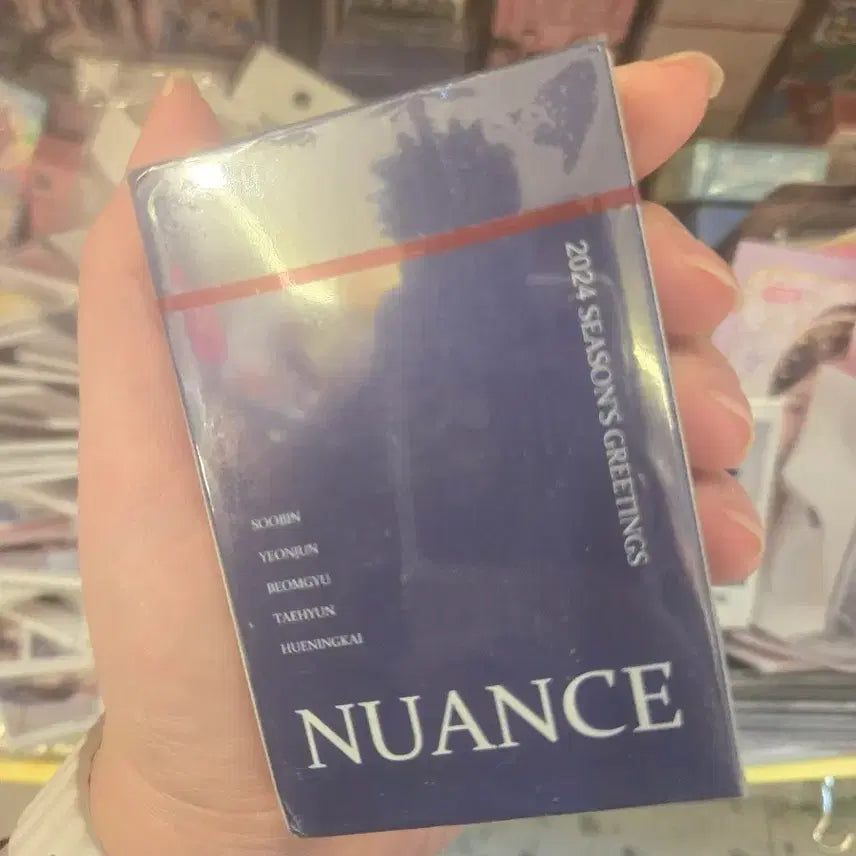 2024 SEASON'S GREETINGS
SOOBIN
YEONJUN
BEOMGYU
TAEHYUN
HUENINGKAI
NUANCE